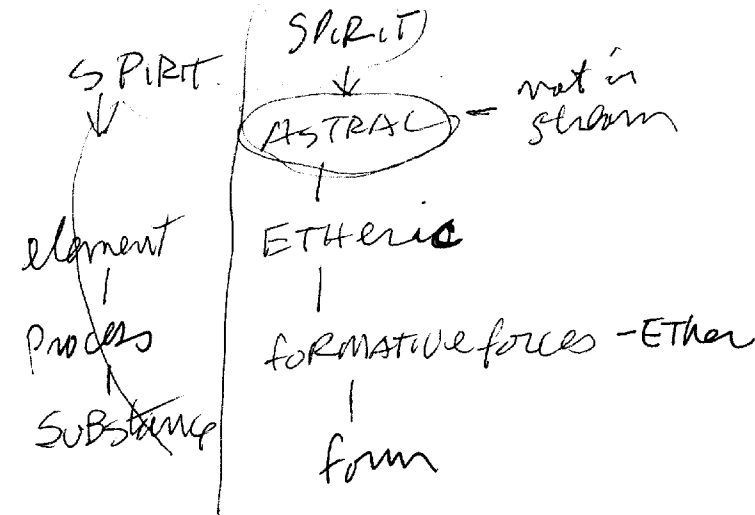 SPIRIT
element
Process
SUBstance
SPIRIT
ASTRAL - not in
stream
ETHeric
foRMATIVe forces - ETher
form